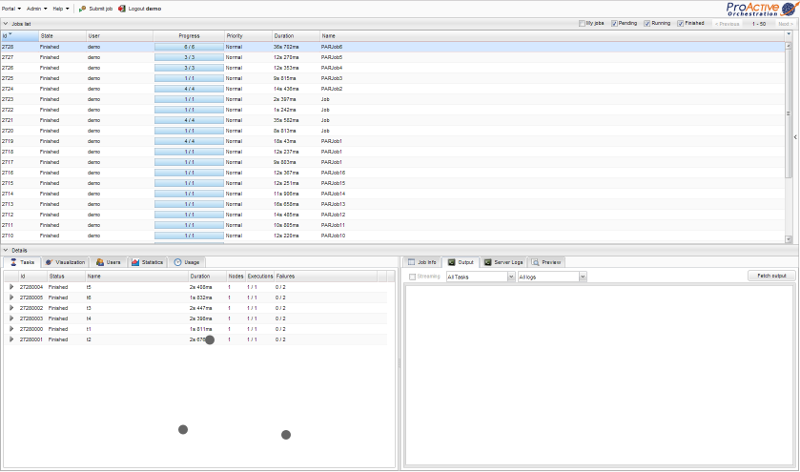 Portal Admin Help Submit job Logout demo
ProActive
Orchestration
Jobs list My jobs Pending Running Finished < Previous 1 - 50 Next >
Id State User Progress Priority Duration Name
2728 Finished demo 6 / 6 Normal PARJob6
2727 Finished demo 3 / 3 Normal 12s 278ms PARJob5
2726 Finished demo 3 / 3 Normal 12s 353ms PARJob4
2725 Finished demo 1 / 1 Normal 9s 815ms PARJob3
2724 Finished demo 4 / 4 Normal 14s 436ms PARJob2
2723 Finished demo 1 / 1 Normal 2s 397ms Job
2722 Finished demo 1 / 1 Normal 1s 242ms Job
2721 Finished demo 4 / 4 Normal 35s 582ms Job
2720 Finished demo 1 / 1 Normal 8s 813ms Job
2719 Finished demo 4 / 4 Normal 18s 43ms PARJob1
2718 Finished demo 1 / 1 Normal 12s 237ms PARJob1
2717 Finished demo 1 / 1 Normal 9s 883ms PARJob1
2716 Finished demo 1 / 1 Normal 12s 367ms PARJob16
2715 Finished demo 1 / 1 Normal 12s 251ms PARJob15
2714 Finished demo 1 / 1 Normal PARJob14
2713 Finished demo 1 / 1 Normal 16s 658ms PARJob13
2712 Finished demo 1 / 1 Normal 14s 485ms PARJob12
2711 Finished demo 1 / 1 Normal 10s 885ms PARJob11
2710 Finished demo 1 / 1 Normal 12s 228ms PARJob10
Details
Tasks Visualization Users Statistics Usage Job Info Output Server Logs Preview
Streaming All Tasks All logs Fetch output
Id Status Name Duration Nodes Executions Failures
27280004 Finished t5 2s 488ms 1 1 / 1 0 / 2
27280005 Finished t6 1s 932ms 1 1 / 1 0 / 2
27280002 Finished t3 2s 447ms 1 1 / 1 0 / 2
27280003 Finished t4 2s 398ms 1 1 / 1 0 / 2
27280000 Finished t1 1s 811ms 1 1 / 1 0 / 2
27280001 Finished t2 2s 1 1 / 1 0 / 2